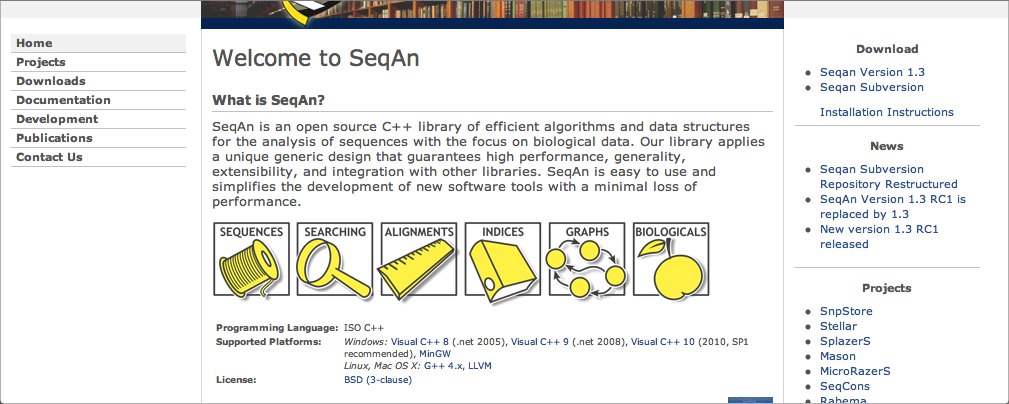 Home
Projects
Downloads
Documentation
Development
Publications
Contact Us
Welcome to SeqAn
What is SeqAn?
SeqAn is an open source C++ library of efficient algorithms and data structures
for the analysis of sequences with the focus on biological data. Our library applies
a unique generic design that guarantees high performance, generality,
extensibility, and integration with other libraries. SeqAn is easy to use and
simplifies the development of new software tools with a minimal loss of
performance.
SEQUENCES SEARCHING ALIGNMENTS INDICES GRAPHS BIOLOGICALS
Programming Language: ISO C++
Supported Platforms: Windows: Visual C++ 8 (.net 2005), Visual C++ 9 (.net 2008), Visual C++ 10 (2010, SP1
recommended), MinGW
Linux, Mac OS X: G++ 4.x, LLVM
License: BSD (3-clause)
Download
Seqan Version 1.3
Seqan Subversion
Installation Instructions
News
Seqan Subversion
Repository Restructured
SeqAn Version 1.3 RC1 is
replaced by 1.3
New version 1.3 RC1
released
Projects
SnpStore
Stellar
SplazerS
Mason
MicroRazerS
SeqCons
Rabema